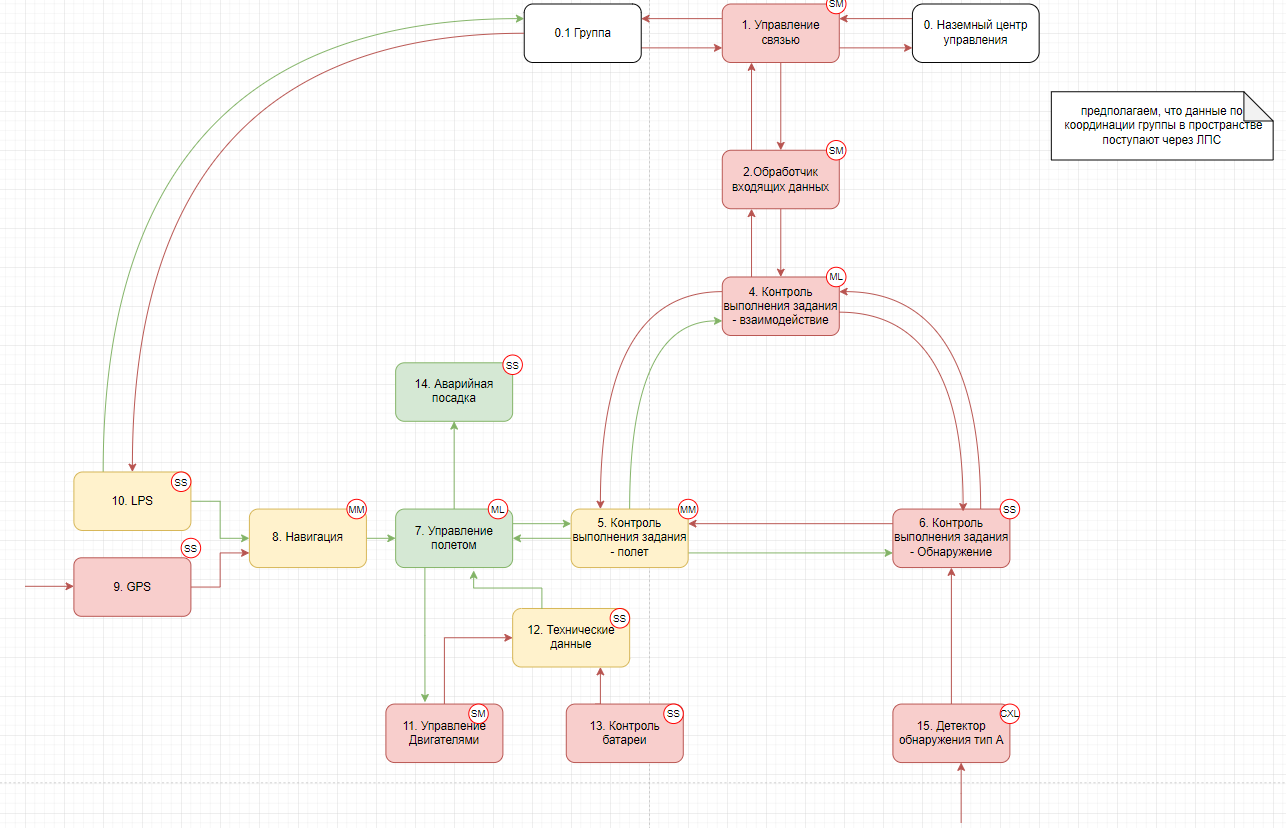 SM
0.1 Группа
1. Управление
связью
0. Наземный центр
управления
предполагаем, что данные по
координации группы в пространстве
поступают через ЛПС
SM
2.Обработчик
входящих данных
ML
4. Контроль
выполнения задания
- взаимодействие
SS
14. Аварийная
посадка
SS
10. LPS
MM
8. Навигация
ML
7. Управление
полетом
MM
5. Контроль
выполнения задания
- полет
SS
6. Контроль
выполнения задания
- Обнаружение
SS
9. GPS
SS
12. Технические
данные
SM
11. Управление
Двигателями
SS
13. Контроль
батареи
CXL
15. Детектор
обнаружения тип А